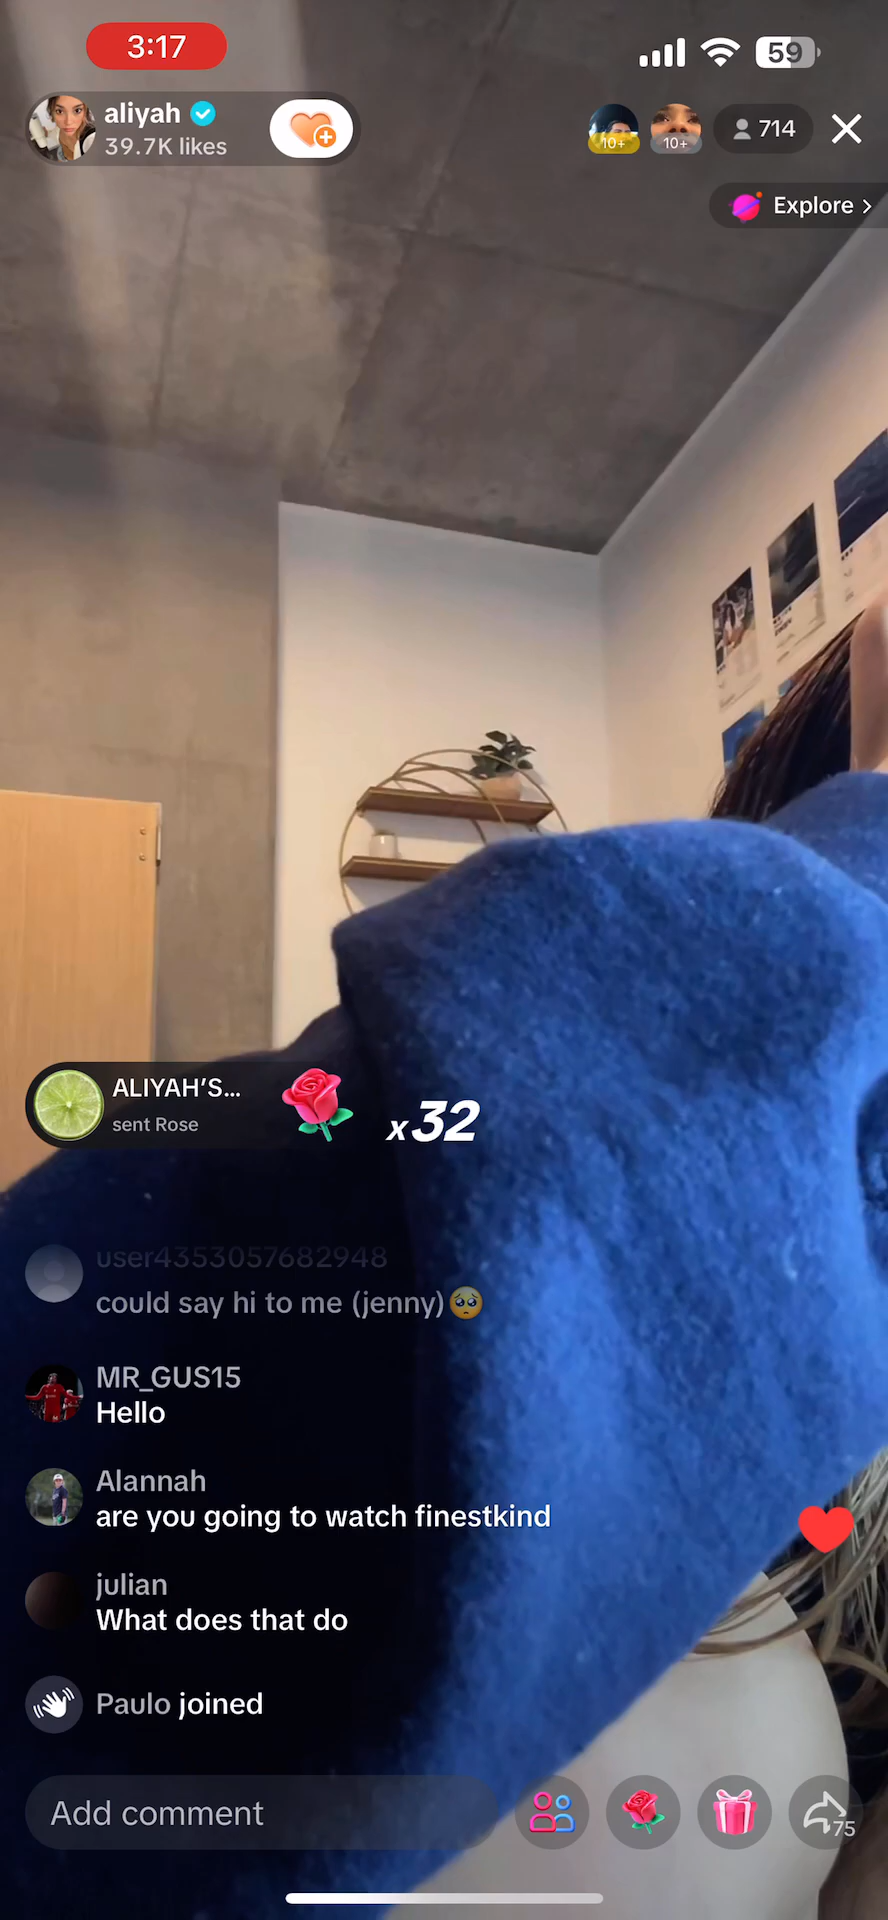 3:17
59
aliyah
39.7K likes
10+
10+
714
Explore
ALIYAH'S...
sent Rose
x32
user4353057682948
could say hi to me (jenny)🥺
MR_GUS15
Hello
Alannah
are you going to watch finestkind
julian
What does that do
Paulo joined
Add comment
75